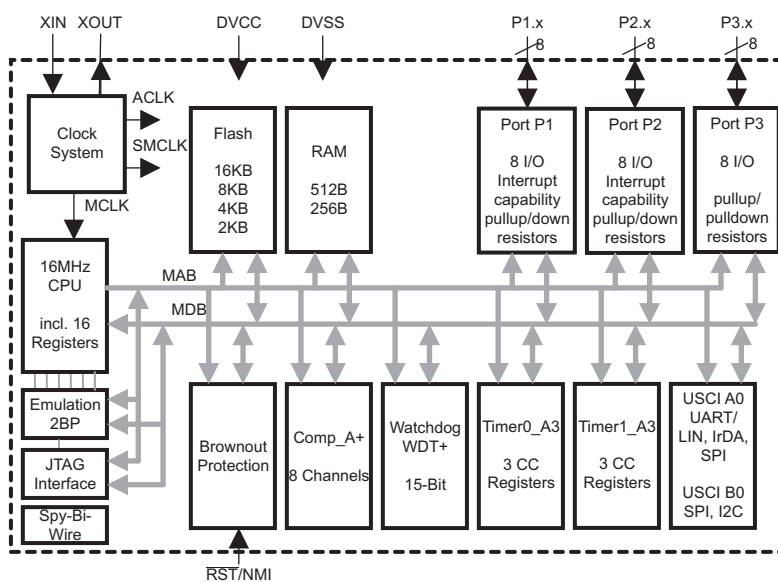 XIN XOUT DVCC DVSS P1.x P2.x P3.x
8 8 8
Clock
System
ACLK
SMCLK
MCLK
Flash
16KB
8KB
4KB
2KB
RAM
512B
256B
Port P1
8 I/O
Interrupt
capability
pullup/down
resistors
Port P2
8 I/O
Interrupt
capability
pullup/down
resistors
Port P3
8 I/O
pullup/
pulldown
resistors
16MHz
CPU
incl. 16
Registers
MAB
MDB
Emulation
2BP
JTAG
Interface
Spy-Bi-
Wire
Brownout
Protection
Comp_A+
8 Channels
Watchdog
WDT+
15-Bit
Timer0_A3
3 CC
Registers
Timer1_A3
3 CC
Registers
USCI A0
UART/
LIN, IrDA,
SPI
USCI B0
SPI, I2C
RST/NMI